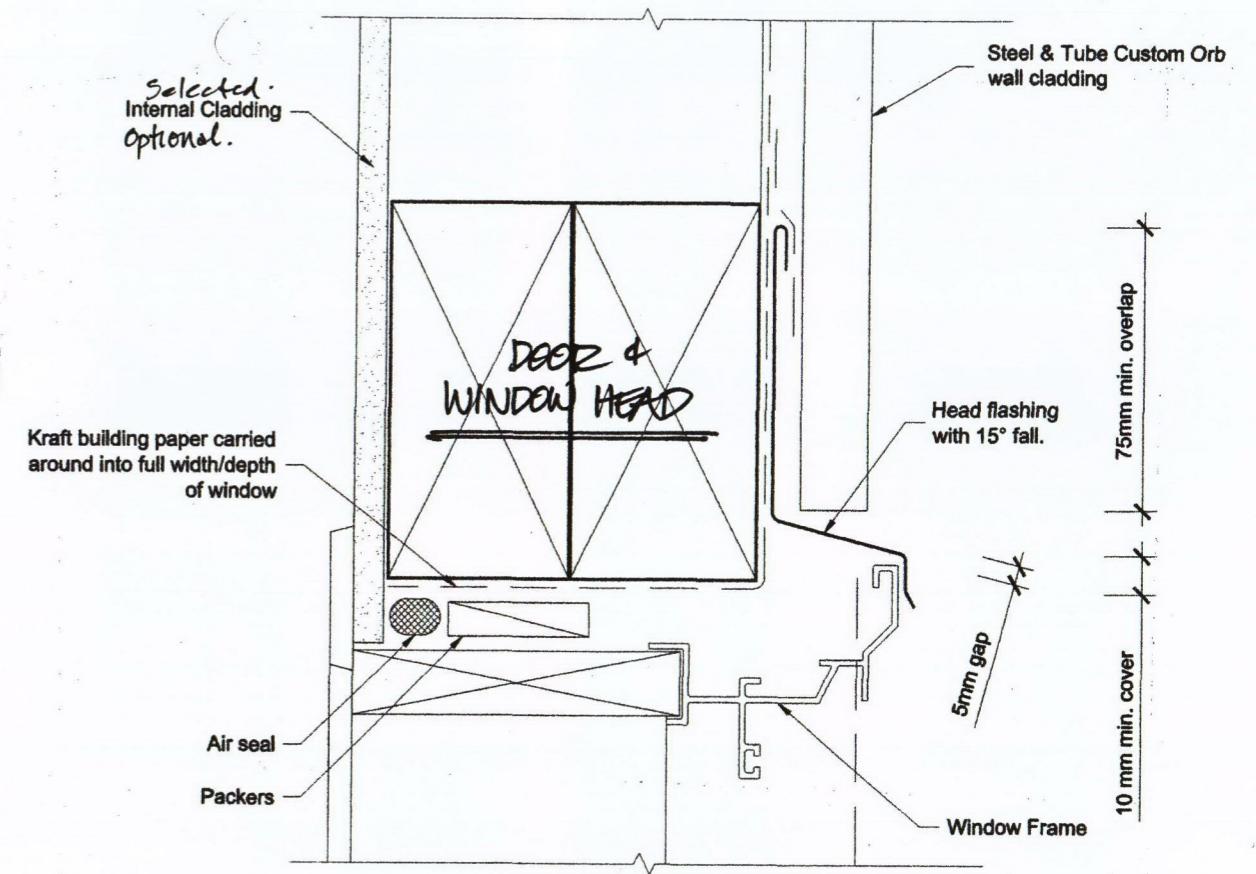 Steel & Tube Custom Orb
wall cladding
Selected.
Internal Cladding
Optional.
DOOR &
WINDOW HEAD
75mm min. overlap
Head flashing
with 15° fall.
Kraft building paper carried
around into full width/depth
of window
5mm gap
10 mm min. cover
Air seal
Packers
Window Frame